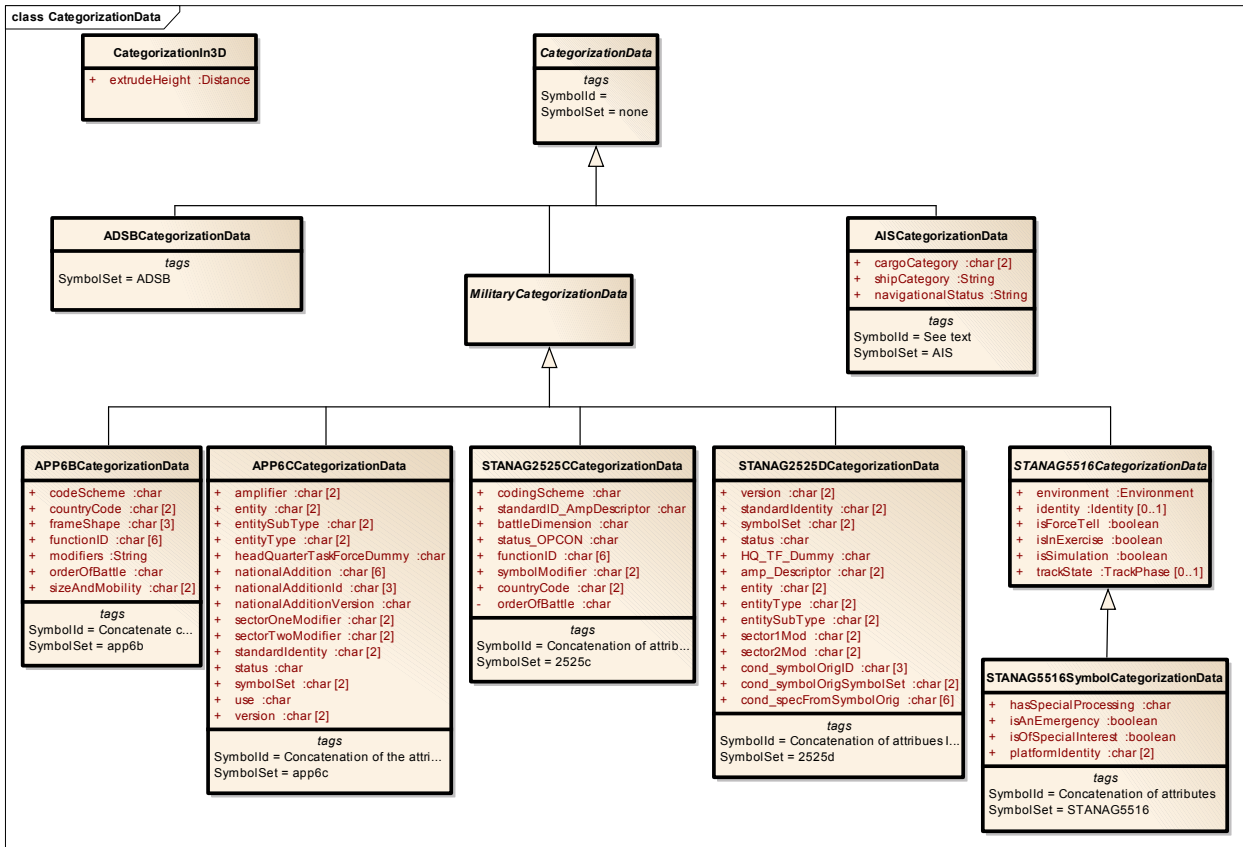 class CategorizationData
CategorizationIn3D
+ extrudeHeight :Distance
CategorizationData
tags
SymbolId =
SymbolSet = none
ADSBCategorizationData
tags
SymbolSet = ADSB
MilitaryCategorizationData
AISCategorizationData
+ cargoCategory :char [2]
+ shipCategory :String
+ navigationalStatus :String
tags
SymbolId = See text
SymbolSet = AIS
APP6BCategorizationData
+ codeScheme :char
+ countryCode :char [2]
+ frameShape :char [3]
+ functionID :char [6]
+ modifiers :String
+ orderOfBattle :char
+ sizeAndMobility :char [2]
tags
SymbolId = Concatenate c...
SymbolSet = app6b
APP6CCategorizationData
+ amplifier :char [2]
+ entity :char [2]
+ entitySubType :char [2]
+ entityType :char [2]
+ headQuarterTaskForceDummy :char
+ nationalAddition :char [6]
+ nationalAdditionId :char [3]
+ nationalAdditionVersion :char
+ sectorOneModifier :char [2]
+ sectorTwoModifier :char [2]
+ standardIdentity :char [2]
+ status :char
+ symbolSet :char [2]
+ use :char
+ version :char [2]
tags
SymbolId = Concatenation of the attri...
SymbolSet = app6c
STANAG2525CCategorizationData
+ codingScheme :char
+ standardID_AmpDescriptor :char
+ battleDimension :char
+ status_OPCON :char
+ functionID :char [6]
+ symbolModifier :char [2]
+ countryCode :char [2]
- orderOfBattle :char
tags
SymbolId = Concatenation of attrib...
SymbolSet = 2525c
STANAG2525DCategorizationData
+ version :char [2]
+ standardIdentity :char [2]
+ symbolSet :char [2]
+ status :char
+ HQ_TF_Dummy :char
+ amp_Descriptor :char [2]
+ entity :char [2]
+ entityType :char [2]
+ entitySubType :char [2]
+ sector1Mod :char [2]
+ sector2Mod :char [2]
+ cond_symbolOrigID :char [3]
+ cond_symbolOrigSymbolSet :char [2]
+ cond_specFromSymbolOrig :char [6]
tags
SymbolId = Concatenation of attribues l...
SymbolSet = 2525d
STANAG5516CategorizationData
+ environment :Environment
+ identity :Identity [0..1]
+ isForceTell :boolean
+ isInExercise :boolean
+ isSimulation :boolean
+ trackState :TrackPhase [0..1]
STANAG5516SymbolCategorizationData
+ hasSpecialProcessing :char
+ isAnEmergency :boolean
+ isOfSpecialInterest :boolean
+ platformIdentity :char [2]
tags
SymbolId = Concatenation of attributes
SymbolSet = STANAG5516